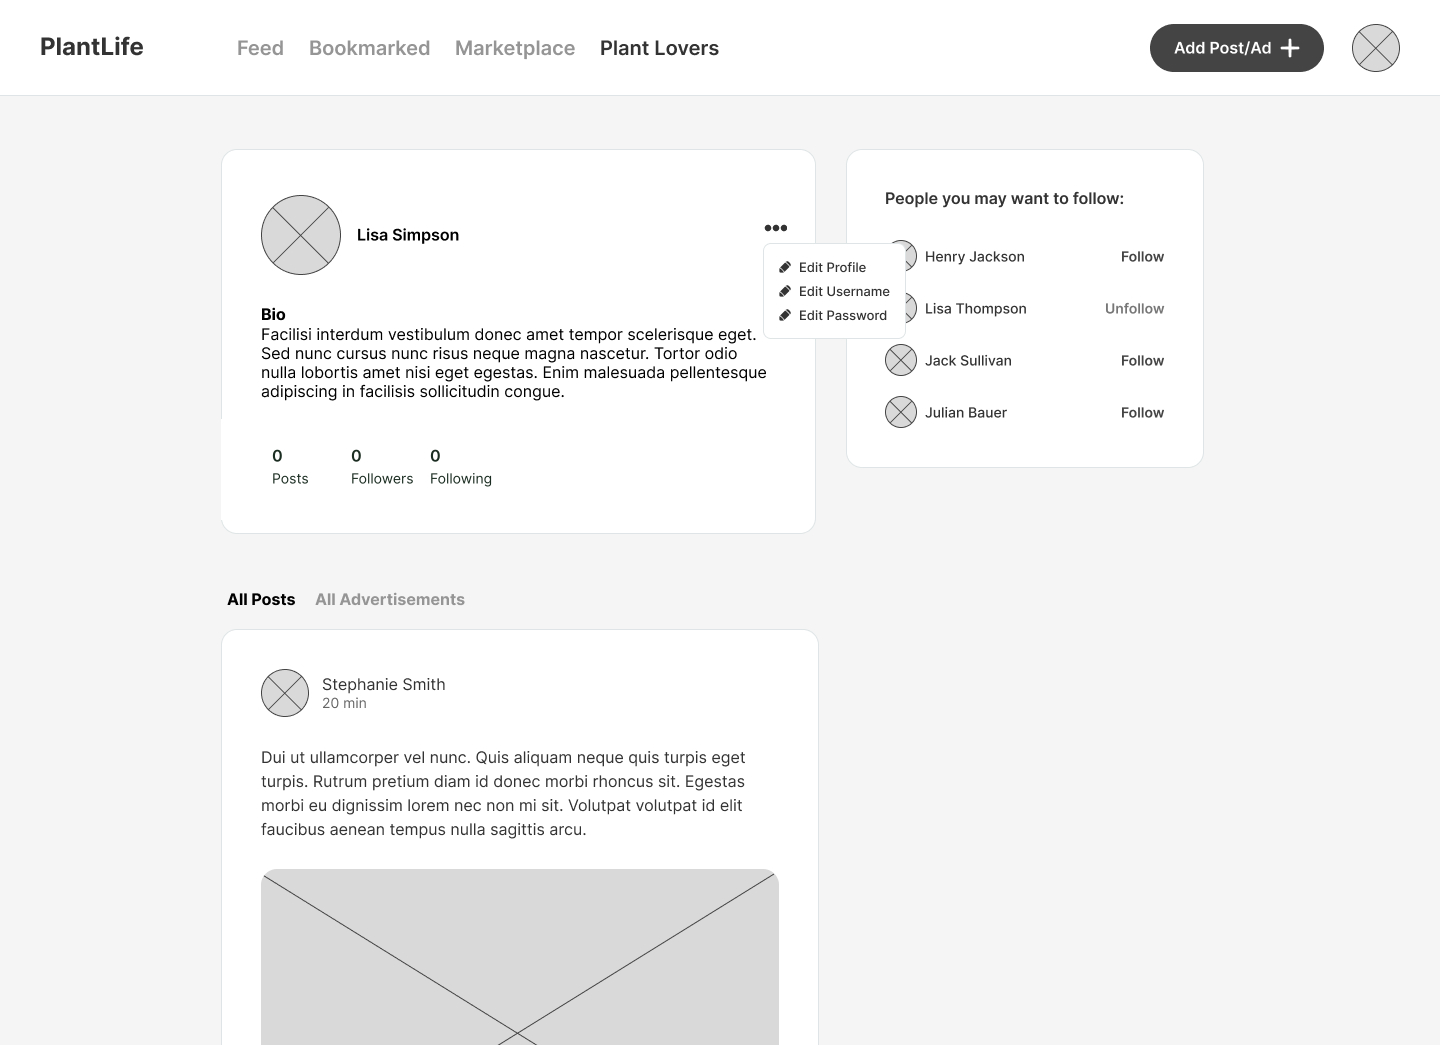 PlantLife
Feed
Bookmarked
Marketplace
Plant Lovers
Add Post/Ad
Lisa Simpson
Edit Profile
Edit Username
Edit Password
Bio
Facilisi interdum vestibulum donec amet tempor scelerisque eget.
Sed nunc cursus nunc risus neque magna nascetur. Tortor odio
nulla lobortis amet nisi eget egestas. Enim malesuada pellentesque
adipiscing in facilisis sollicitudin congue.
0
Posts
0
Followers
0
Following
People you may want to follow:
Henry Jackson
Follow
Lisa Thompson
Unfollow
Jack Sullivan
Follow
Julian Bauer
Follow
All Posts
All Advertisements
Stephanie Smith
20 min
Dui ut ullamcorper vel nunc. Quis aliquam neque quis turpis eget
turpis. Rutrum pretium diam id donec morbi rhoncus sit. Egestas
morbi eu dignissim lorem nec non mi sit. Volutpat volutpat id elit
faucibus aenean tempus nulla sagittis arcu.